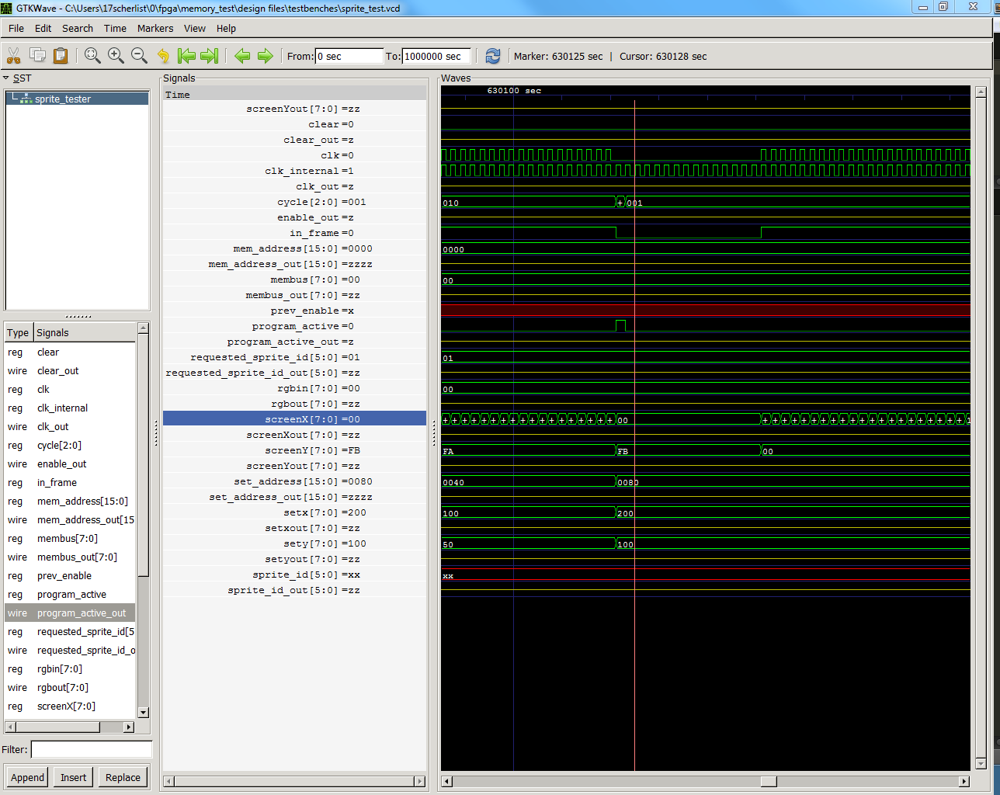 GTKWave - C:\Users\17scherlist\0\fpga\memory_test\design files\testbenches\sprite_test.vcd
File Edit Search Time Markers View Help
From: 0 sec To: 1000000 sec Marker: 630125 sec | Cursor: 630128 sec
SST
sprite_tester
Type Signals
reg clear
wire clear_out
reg clk
reg clk_internal
wire clk_out
reg cycle[2:0]
wire enable_out
reg in_frame
reg mem_address[15:0]
wire mem_address_out[15
reg membus[7:0]
wire membus_out[7:0]
reg prev_enable
reg program_active
wire program_active_out
reg requested_sprite_id[5
wire requested_sprite_id_o
reg rgbin[7:0]
wire rgbout[7:0]
reg screenX[7:0]
Filter:
Append Insert Replace
Signals
Time
screenYout[7:0] =zz
clear =0
clear_out =z
clk =0
clk_internal =1
clk_out =z
cycle[2:0] =001
enable_out =z
in_frame =0
mem_address[15:0] =0000
mem_address_out[15:0] =zzzz
membus[7:0] =00
membus_out[7:0] =zz
prev_enable =x
program_active =0
program_active_out =z
requested_sprite_id[5:0] =01
requested_sprite_id_out[5:0] =zz
rgbin[7:0] =00
rgbout[7:0] =zz
screenX[7:0] =00
screenXout[7:0] =zz
screenY[7:0] =FB
screenYout[7:0] =zz
set_address[15:0] =0080
set_address_out[15:0] =zzzz
setx[7:0] =200
setxout[7:0] =zz
sety[7:0] =100
setyout[7:0] =zz
sprite_id[5:0] =xx
sprite_id_out[5:0] =zz
Waves
630100 sec
010 + 001
0000
00
01
00
+ + + + + + + + + + + + + + + + + + 00 + + + + + + + + + + + + + + + + + + + + + 1
FA FB 00
0040 0080
100 200
50 100
xx